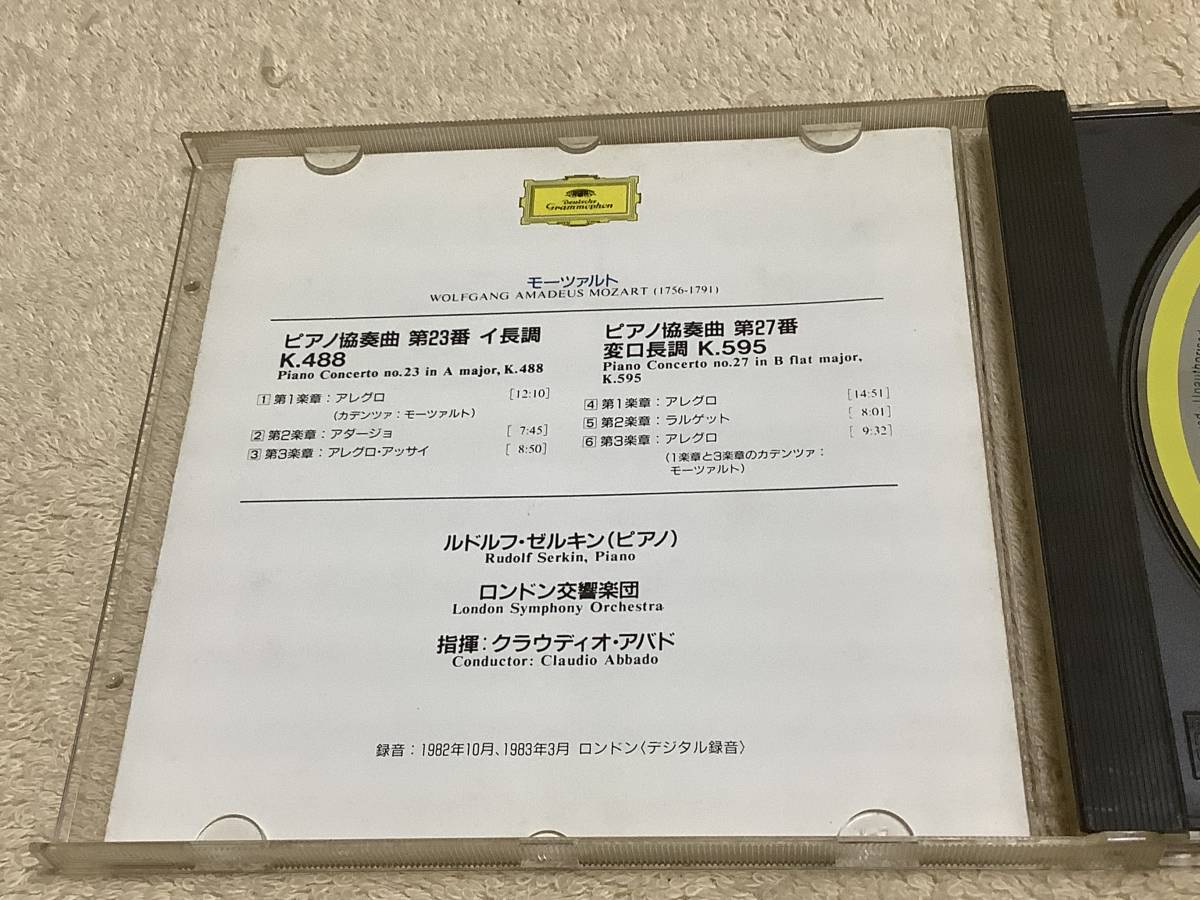 Deutsche
Grammophon
モーツァルト
WOLFGANG AMADEUS MOZART (1756-1791)
ピアノ協奏曲 第23番 イ長調
K.488
Piano Concerto no.23 in A major, K.488
1 第1楽章：アレグロ [12:10]
(カデンツァ：モーツァルト)
2 第2楽章：アダージョ [ 7:45]
3 第3楽章：アレグロ・アッサイ [ 8:50]
ピアノ協奏曲 第27番
変ロ長調 K.595
Piano Concerto no.27 in B flat major,
K.595
4 第1楽章：アレグロ [14:51]
5 第2楽章：ラルゲット [ 8:01]
6 第3楽章：アレグロ [ 9:32]
(1楽章と3楽章のカデンツァ：
モーツァルト)
ルドルフ・ゼルキン(ピアノ)
Rudolf Serkin, Piano
ロンドン交響楽団
London Symphony Orchestra
指揮：クラウディオ・アバド
Conductor: Claudio Abbado
録音：1982年10月、1983年3月 ロンドン〈デジタル録音〉